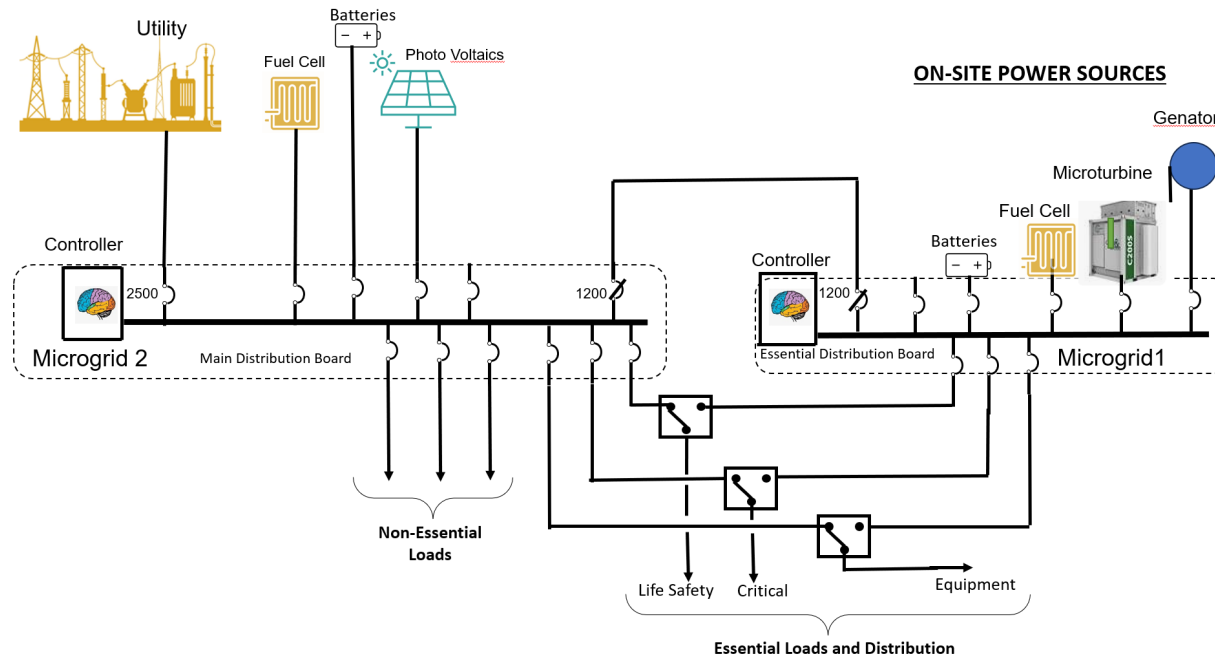 Utility
Batteries
Fuel Cell
Photo Voltaics
ON-SITE POWER SOURCES
Genator
Microturbine
Fuel Cell
Batteries
C200S
Controller
Controller
2500
1200
1200
Microgrid 2
Main Distribution Board
Essential Distribution Board
Microgrid1
Non-Essential
Loads
Life Safety
Critical
Equipment
Essential Loads and Distribution